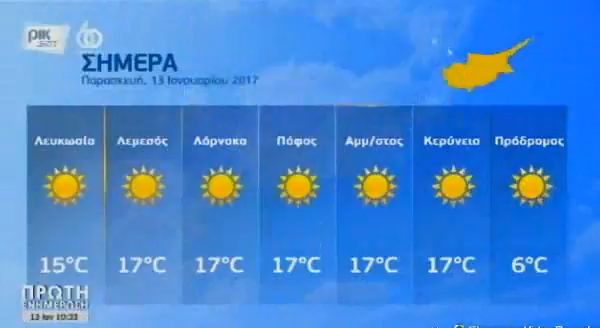 ρικ
ΣΗΜΕΡΑ
Παρασκευή, 13 Ιανουαρίου 2017
Λευκωσία Λεμεσός Λάρνακα Πάφος Αμμ/στος Κερύνεια Πρόδρομος
15°C 17°C 17°C 17°C 17°C 17°C 6°C
ΠΡΩΤΗ
ΕΝΗΜΕΡΩΣΗ